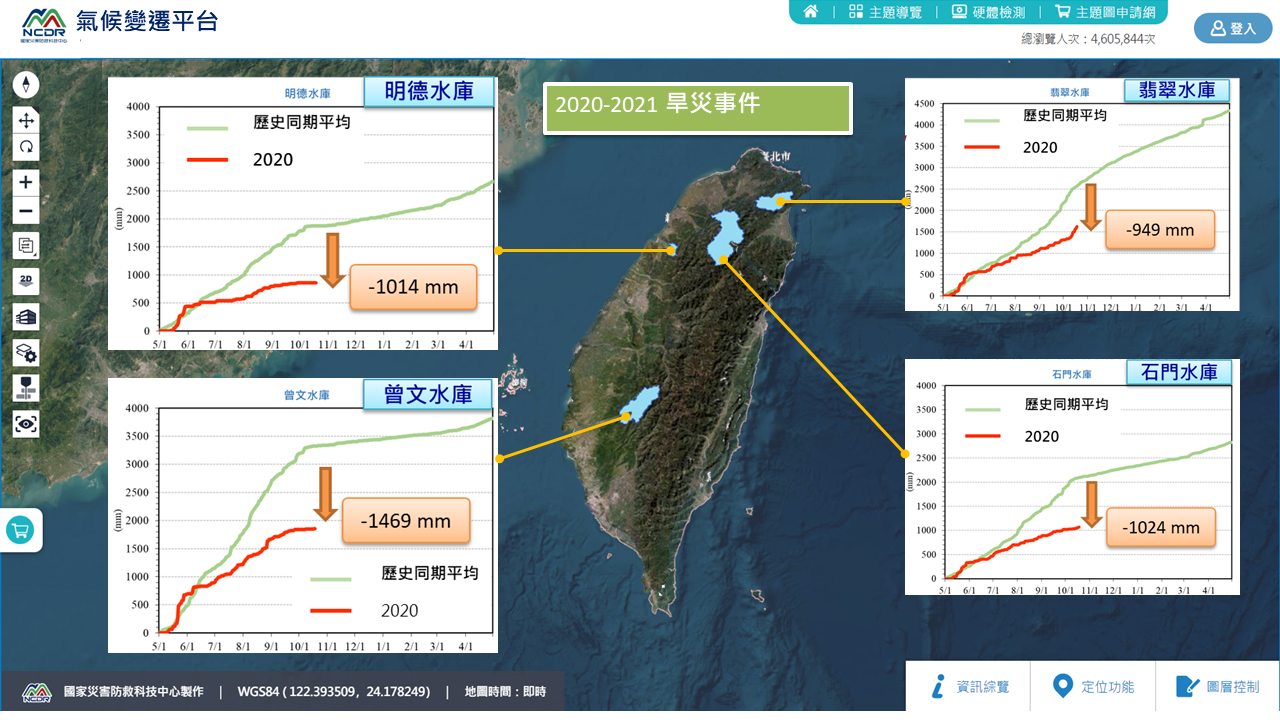 NCDR
國家災害防救科技中心
氣候變遷平台
主題導覽 | 硬體檢測 | 主題圖申請網
總瀏覽人次：4,605,844次
登入
2D
2020-2021 旱災事件
臺北市
明德水庫
明德水庫
歷史同期平均
2020
-1014 mm
(mm)
4000
3500
3000
2500
2000
1500
1000
500
0
5/1 6/1 7/1 8/1 9/1 10/1 11/1 12/1 1/1 2/1 3/1 4/1
翡翠水庫
翡翠水庫
歷史同期平均
2020
-949 mm
(mm)
4500
4000
3500
3000
2500
2000
1500
1000
500
0
5/1 6/1 7/1 8/1 9/1 10/1 11/1 12/1 1/1 2/1 3/1 4/1
曾文水庫
曾文水庫
歷史同期平均
2020
-1469 mm
(mm)
4000
3500
3000
2500
2000
1500
1000
500
0
5/1 6/1 7/1 8/1 9/1 10/1 11/1 12/1 1/1 2/1 3/1 4/1
石門水庫
石門水庫
歷史同期平均
2020
-1024 mm
(mm)
4000
3500
3000
2500
2000
1500
1000
500
0
5/1 6/1 7/1 8/1 9/1 10/1 11/1 12/1 1/1 2/1 3/1 4/1
NCDR 國家災害防救科技中心製作 | WGS84 ( 122.393509, 24.178249) | 地圖時間：即時
資訊綜覽
定位功能
圖層控制